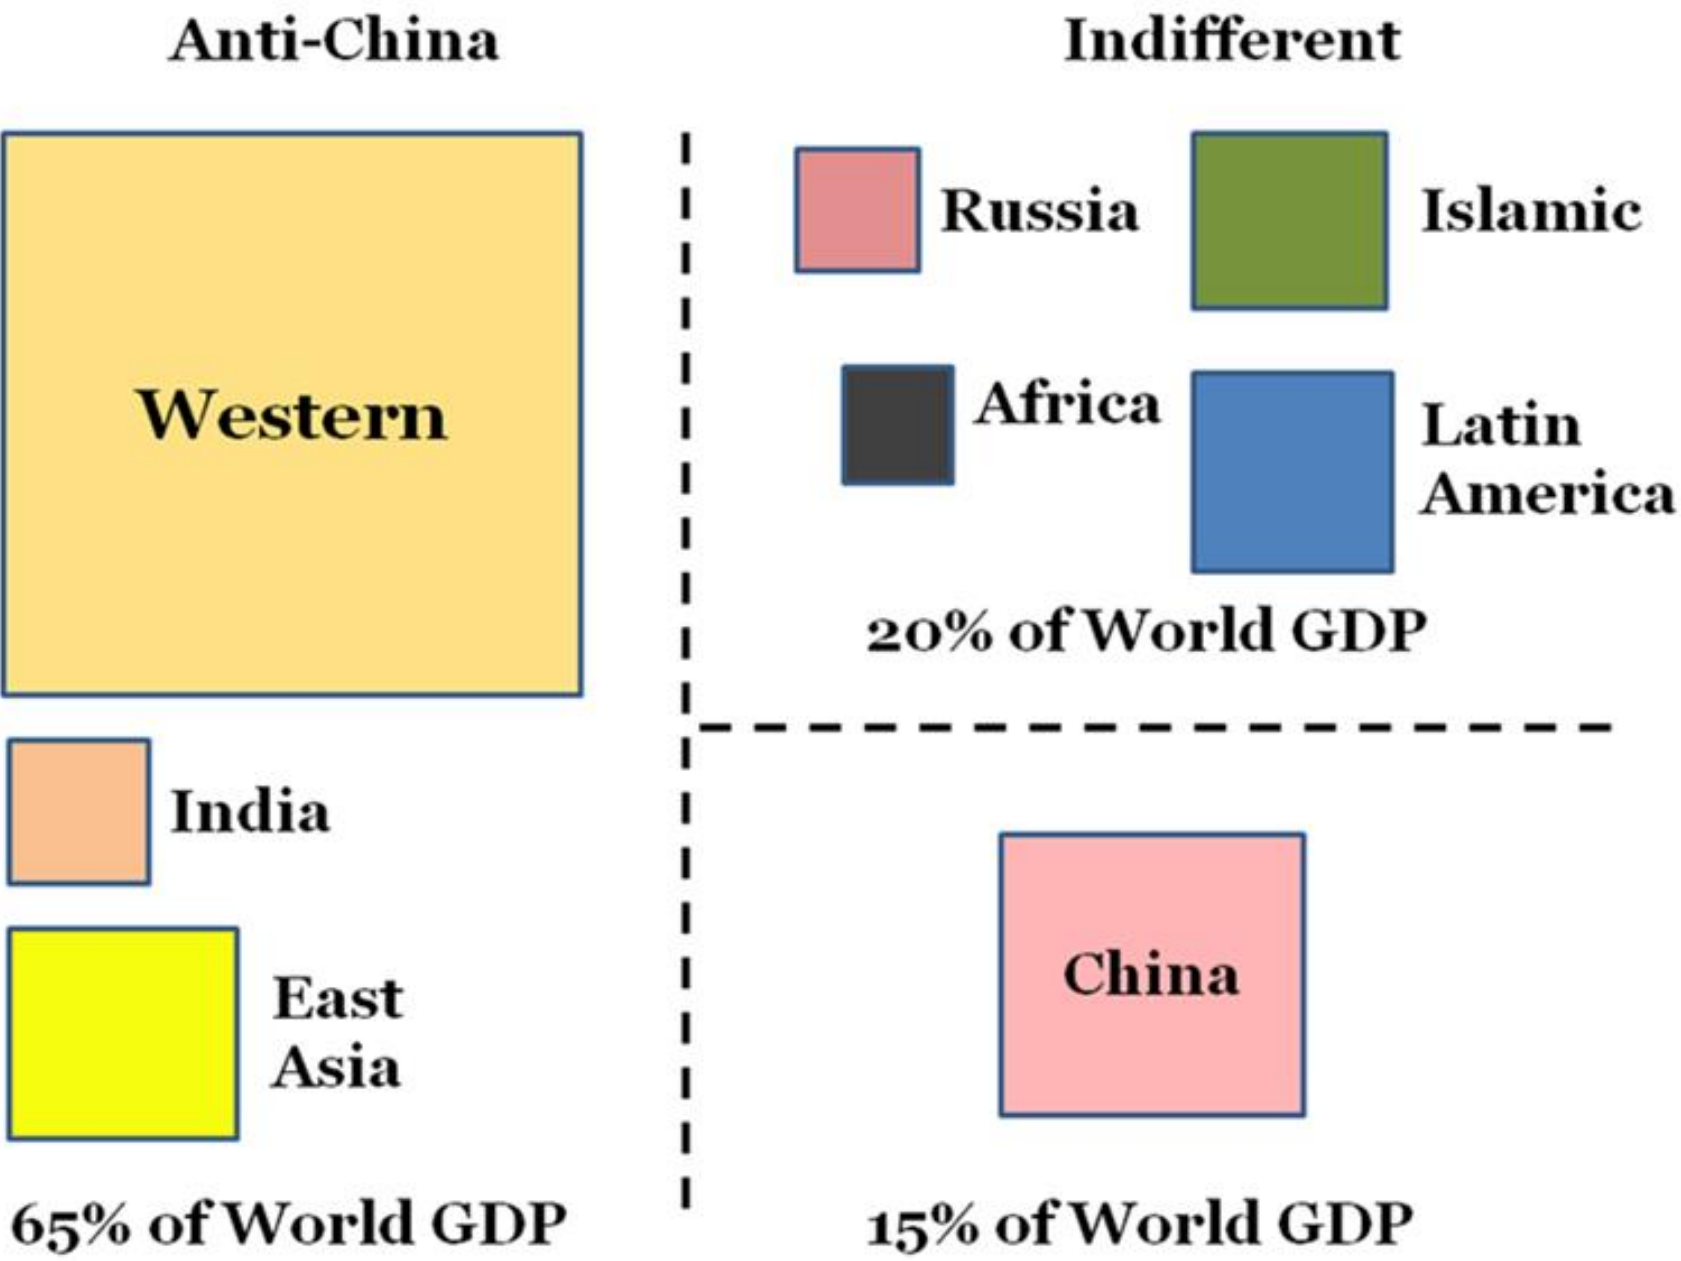 Anti-China
Indifferent
Western
India
East
Asia
65% of World GDP
Russia
Islamic
Africa
Latin
America
20% of World GDP
China
15% of World GDP